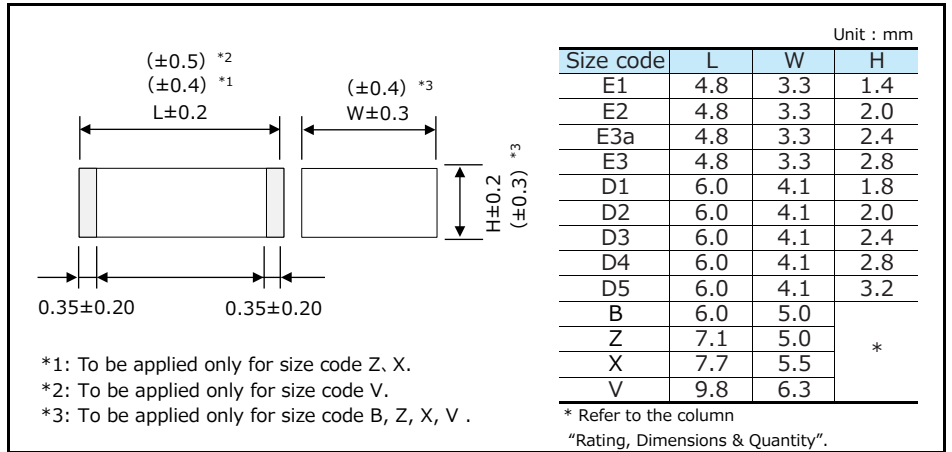 Unit : mm
(±0.5) *2
(±0.4) *1
L±0.2
(±0.4) *3
W±0.3
H±0.2
(±0.3) *3
0.35±0.20 0.35±0.20
*1: To be applied only for size code Z、X.
*2: To be applied only for size code V.
*3: To be applied only for size code B, Z, X, V .
Size code L W H
E1 4.8 3.3 1.4
E2 4.8 3.3 2.0
E3a 4.8 3.3 2.4
E3 4.8 3.3 2.8
D1 6.0 4.1 1.8
D2 6.0 4.1 2.0
D3 6.0 4.1 2.4
D4 6.0 4.1 2.8
D5 6.0 4.1 3.2
B 6.0 5.0
Z 7.1 5.0
*
X 7.7 5.5
V 9.8 6.3
* Refer to the column
“Rating, Dimensions & Quantity”.